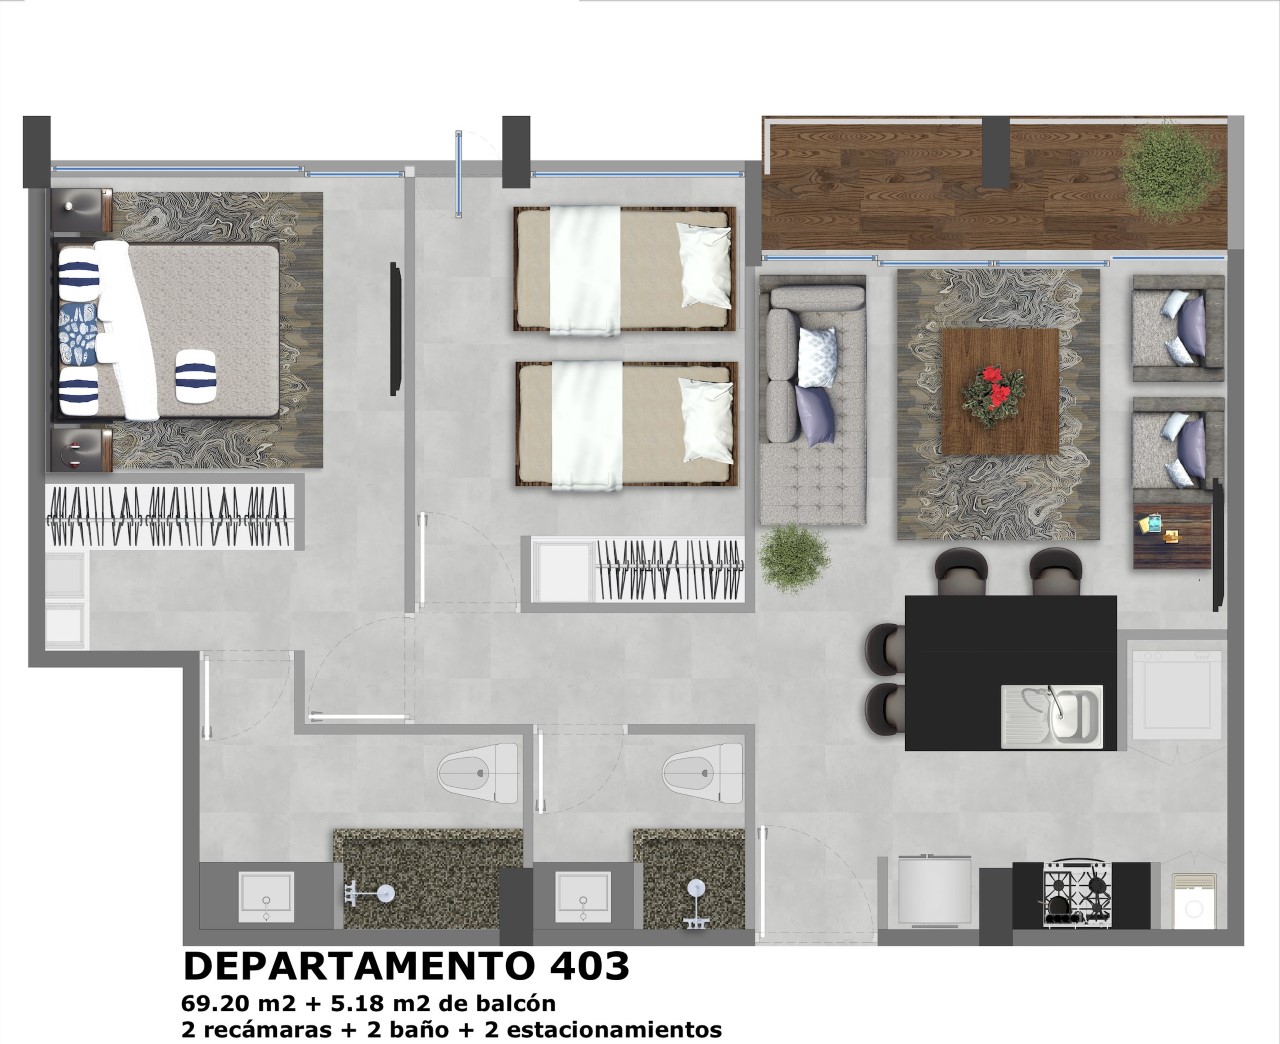 DEPARTAMENTO 403
69.20 m2 + 5.18 m2 de balcón
2 recámaras + 2 baño + 2 estacionamientos